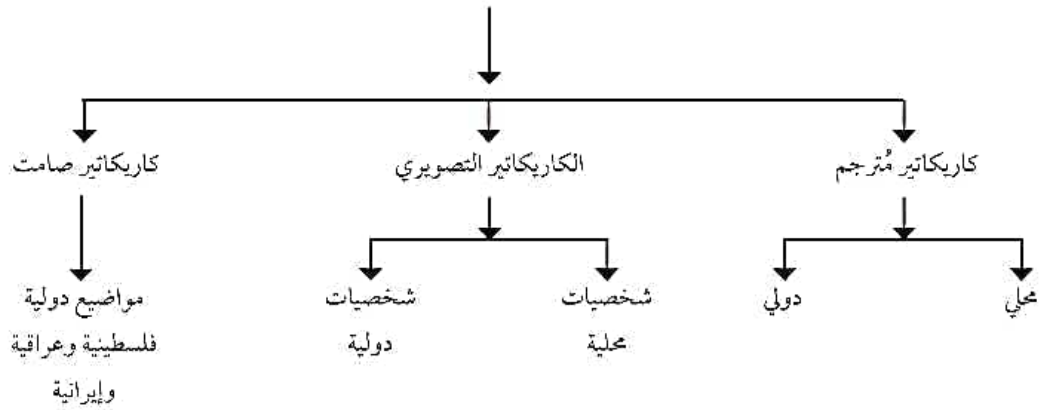 كاريكاتير مُترجم
الكاريكاتير التصويري
كاريكاتير صامت
محلي
دولي
شخصيات
محلية
شخصيات
دولية
مواضيع دولية
فلسطينية وعراقية
وإيرانية